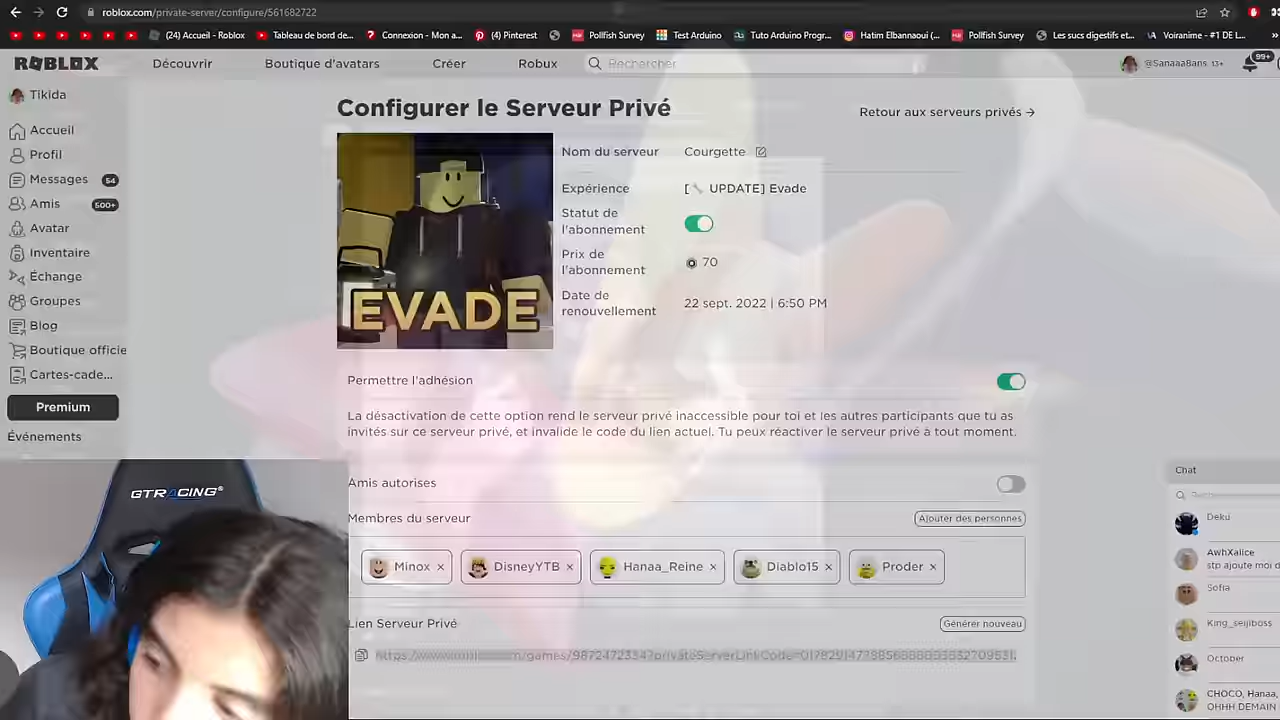 roblox.com/private-server/configure/561682722
(24) Accueil - Roblox
Tableau de bord de...
Connexion - Mon a...
(4) Pinterest
Pollfish Survey
Test Arduino
Tuto Arduino Progr...
Hatim Elbannaoui (...
Pollfish Survey
Les sucs digestifs et...
Voiranime - #1 DE L...
»
ROBLOX
Découvrir
Boutique d'avatars
Créer
Robux
Rechercher
@SanaaaBans 13+
99+
Tikida
Accueil
Profil
Messages 54
Amis 500+
Avatar
Inventaire
Échange
Groupes
Blog
Boutique officie
Cartes-cade...
Premium
Événements
Configurer le Serveur Privé
Retour aux serveurs privés →
EVADE
Nom du serveur Courgette
Expérience [ UPDATE] Evade
Statut de
l'abonnement
Prix de
l'abonnement
70
Date de
renouvellement
22 sept. 2022 | 6:50 PM
Permettre l'adhésion
La désactivation de cette option rend le serveur privé inaccessible pour toi et les autres participants que tu as
invités sur ce serveur privé, et invalide le code du lien actuel. Tu peux réactiver le serveur privé à tout moment.
Amis autorises
Membres du serveur
Ajouter des personnes
Minox ×
DisneyYTB ×
Hanaa_Reine ×
Diablo15 ×
Proder ×
Lien Serveur Privé
Générer nouveau
GTRACING®
Chat
Deku
AwhXalice
stp ajoute moi d
Sofia
King_seijiboss
October
CHOCO, Hanaa,
OHHH DEMAIN